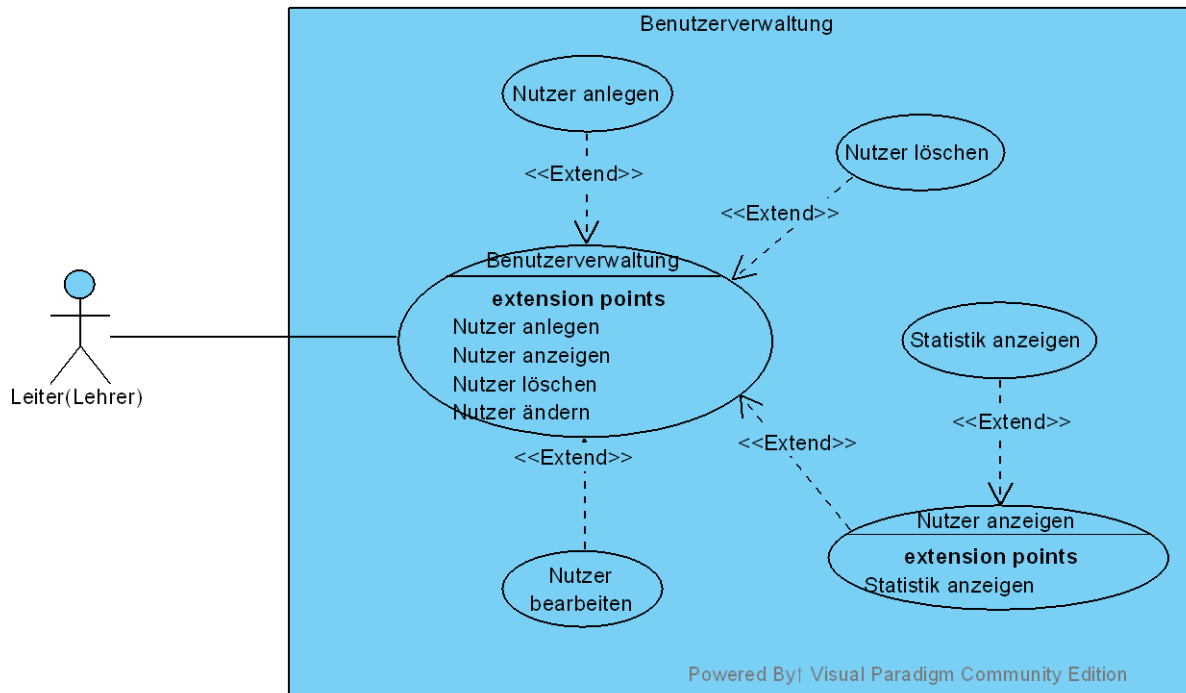 Benutzerverwaltung
Nutzer anlegen
<<Extend>>
Nutzer löschen
<<Extend>>
Benutzerverwaltung
extension points
Nutzer anlegen
Nutzer anzeigen
Nutzer löschen
Nutzer ändern
Leiter(Lehrer)
Statistik anzeigen
<<Extend>>
<<Extend>>
<<Extend>>
Nutzer anzeigen
extension points
Statistik anzeigen
Nutzer
bearbeiten
Powered By↑ Visual Paradigm Community Edition